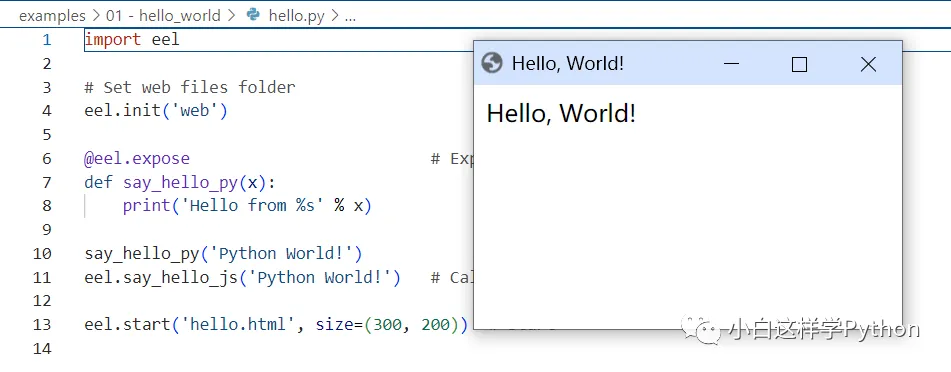 examples > 01 - hello_world > hello.py > ...
1 import eel
2
3 # Set web files folder
4 eel.init('web')
5
6 @eel.expose # Exp
7 def say_hello_py(x):
8 print('Hello from %s' % x)
9
10 say_hello_py('Python World!')
11 eel.say_hello_js('Python World!') # Cal
12
13 eel.start('hello.html', size=(300, 200))
14
Hello, World!
Hello, World!
小白这样学Python